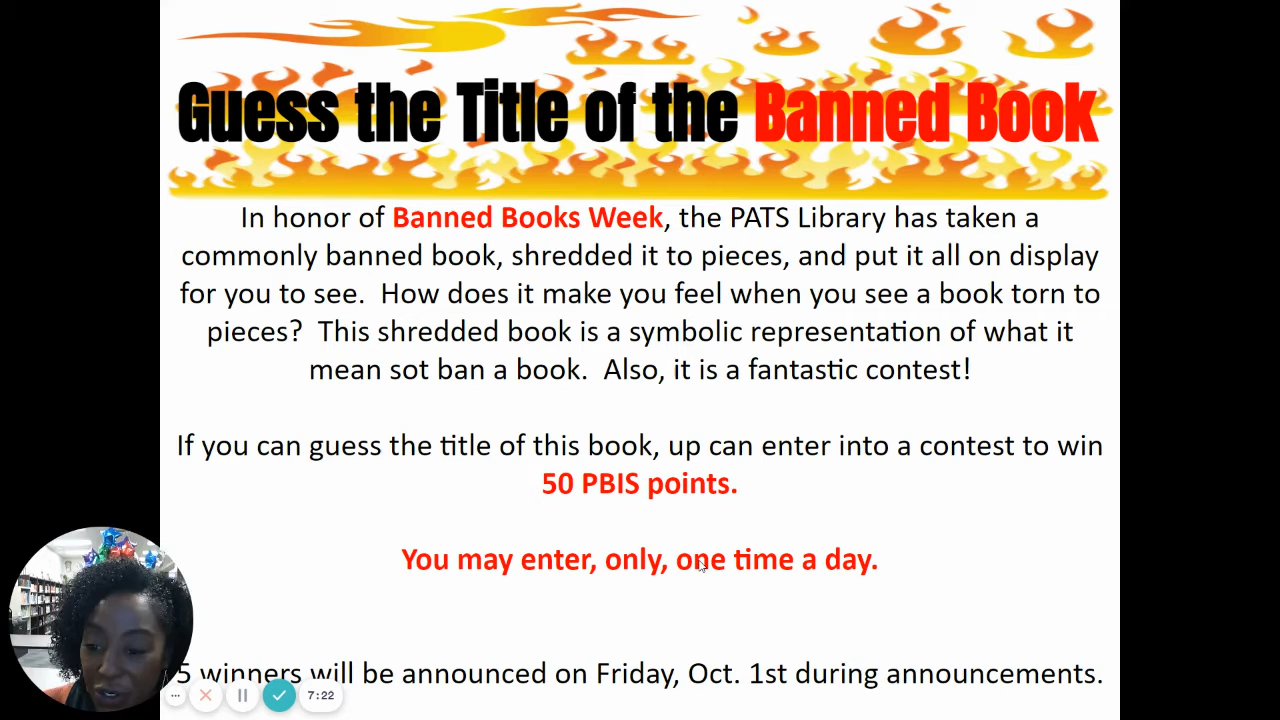 Guess the Title of the Banned Book
In honor of Banned Books Week, the PATS Library has taken a
commonly banned book, shredded it to pieces, and put it all on display
for you to see. How does it make you feel when you see a book torn to
pieces? This shredded book is a symbolic representation of what it
mean sot ban a book. Also, it is a fantastic contest!
If you can guess the title of this book, up can enter into a contest to win
50 PBIS points.
You may enter, only, one time a day.
5 winners will be announced on Friday, Oct. 1st during announcements.
7:22